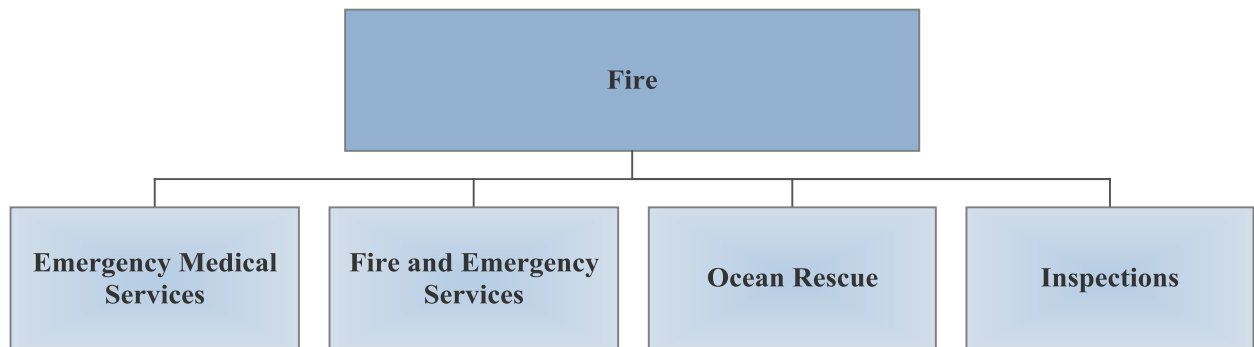 Fire
Emergency Medical
Services
Fire and Emergency
Services
Ocean Rescue
Inspections